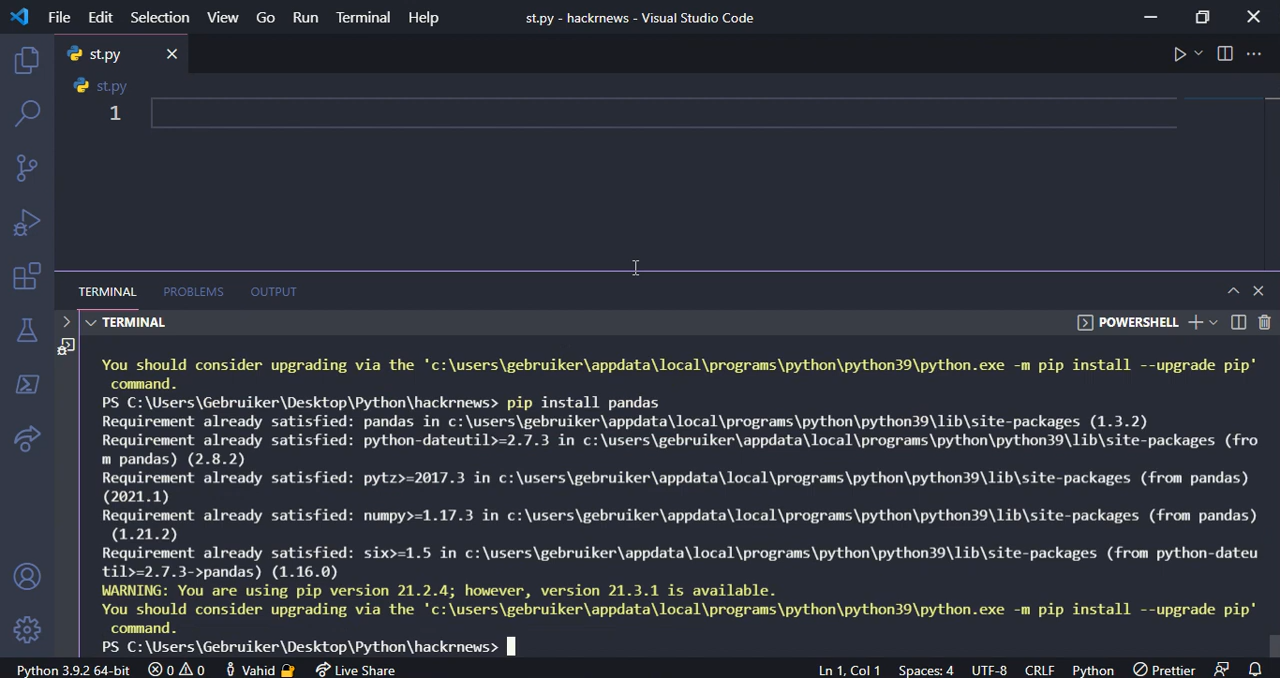 File Edit Selection View Go Run Terminal Help st.py - hackrnews - Visual Studio Code
st.py
st.py
1
TERMINAL PROBLEMS OUTPUT
TERMINAL POWERSHELL
You should consider upgrading via the 'c:\users\gebruiker\appdata\local\programs\python\python39\python.exe -m pip install --upgrade pip'
command.
PS C:\Users\Gebruiker\Desktop\Python\hackrnews> pip install pandas
Requirement already satisfied: pandas in c:\users\gebruiker\appdata\local\programs\python\python39\lib\site-packages (1.3.2)
Requirement already satisfied: python-dateutil>=2.7.3 in c:\users\gebruiker\appdata\local\programs\python\python39\lib\site-packages (fro
m pandas) (2.8.2)
Requirement already satisfied: pytz>=2017.3 in c:\users\gebruiker\appdata\local\programs\python\python39\lib\site-packages (from pandas)
(2021.1)
Requirement already satisfied: numpy>=1.17.3 in c:\users\gebruiker\appdata\local\programs\python\python39\lib\site-packages (from pandas)
(1.21.2)
Requirement already satisfied: six>=1.5 in c:\users\gebruiker\appdata\local\programs\python\python39\lib\site-packages (from python-dateu
til>=2.7.3->pandas) (1.16.0)
WARNING: You are using pip version 21.2.4; however, version 21.3.1 is available.
You should consider upgrading via the 'c:\users\gebruiker\appdata\local\programs\python\python39\python.exe -m pip install --upgrade pip'
command.
PS C:\Users\Gebruiker\Desktop\Python\hackrnews>
Python 3.9.2 64-bit 0 0 Vahid Live Share Ln 1, Col 1 Spaces: 4 UTF-8 CRLF Python Prettier